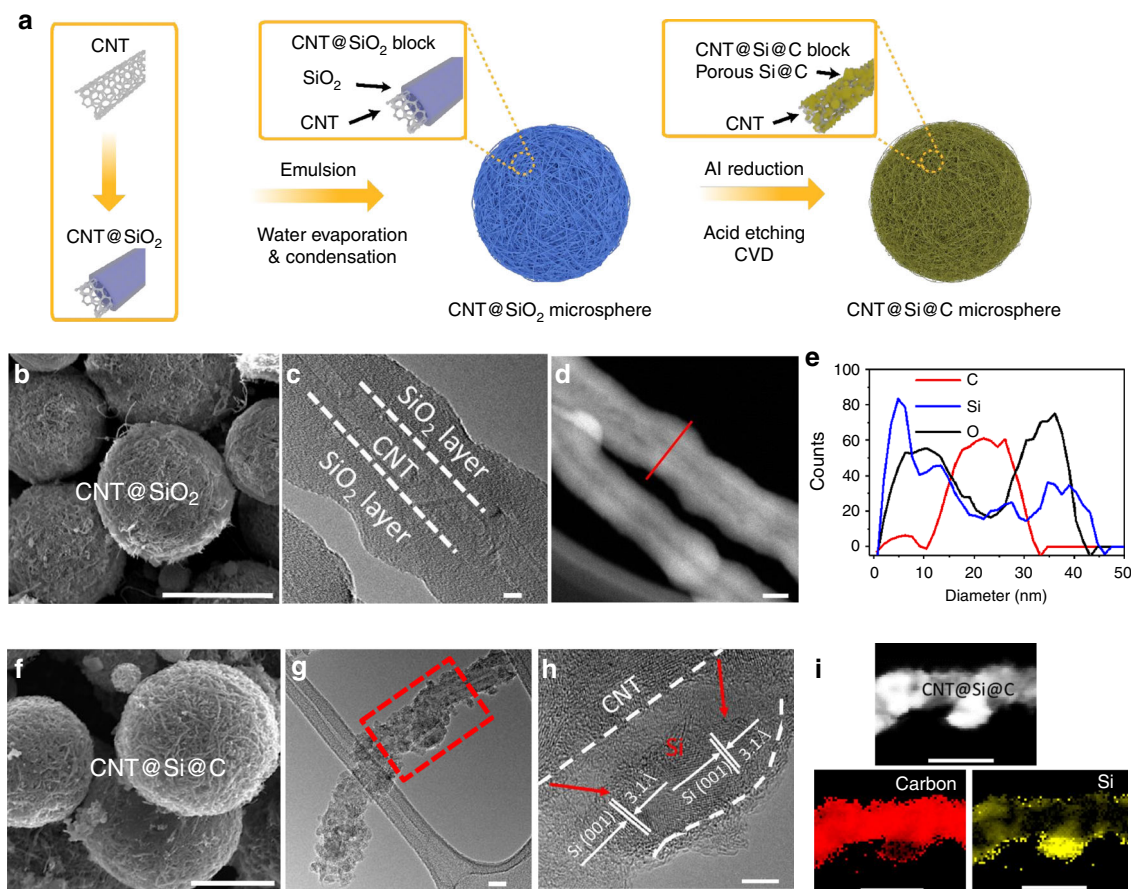 a
CNT
CNT@SiO₂
CNT@SiO₂ block
SiO₂
CNT
Emulsion
Water evaporation
& condensation
CNT@SiO₂ microsphere
CNT@Si@C block
Porous Si@C
CNT
Al reduction
Acid etching
CVD
CNT@Si@C microsphere
b
CNT@SiO₂
c
SiO₂ layer
CNT
SiO₂ layer
d
e
C
Si
O
Counts
80
60
40
20
0
0
10
20
30
40
50
Diameter (nm)
f
CNT@Si@C
g
h
CNT
Si
3.1Å
Si (001)
3.1Å
Si (001)
i
CNT@Si@C
Carbon
Si